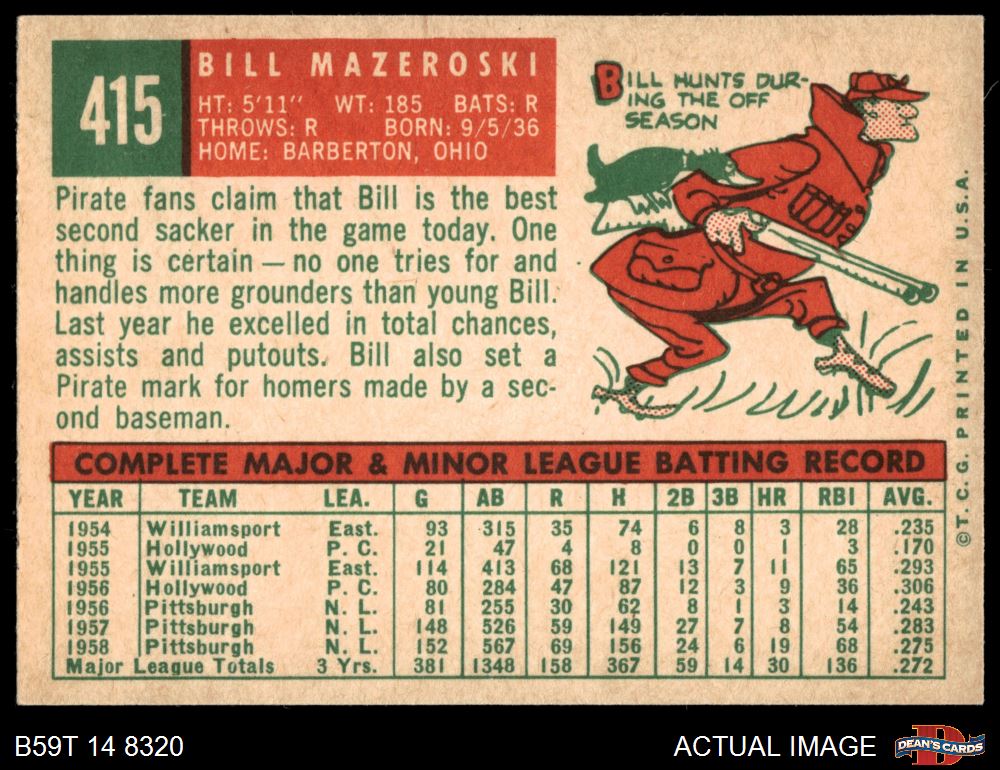 415
BILL MAZEROSKI
HT: 5'11" WT: 185 BATS: R
THROWS: R BORN: 9/5/36
HOME: BARBERTON, OHIO
BILL HUNTS DUR-
ING THE OFF
SEASON
Pirate fans claim that Bill is the best
second sacker in the game today. One
thing is certain — no one tries for and
handles more grounders than young Bill.
Last year he excelled in total chances,
assists and putouts. Bill also set a
Pirate mark for homers made by a sec-
ond baseman.
COMPLETE MAJOR & MINOR LEAGUE BATTING RECORD
YEAR TEAM LEA. G AB R H 2B 3B HR RBI AVG.
1954 Williamsport East. 93 315 35 74 6 8 3 28 .235
1955 Hollywood P. C. 21 47 4 8 0 0 1 3 .170
1955 Williamsport East. 114 413 68 121 13 7 11 65 .293
1956 Hollywood P. C. 80 284 47 87 12 3 9 36 .306
1956 Pittsburgh N. L. 81 255 30 62 8 1 3 14 .243
1957 Pittsburgh N. L. 148 526 59 149 27 7 8 54 .283
1958 Pittsburgh N. L. 152 567 69 156 24 6 19 68 .275
Major League Totals 3 Yrs. 381 1348 158 367 59 14 30 136 .272
© T. C. G. PRINTED IN U.S.A.
B59T 14 8320
ACTUAL IMAGE
D
DEAN'S CARDS